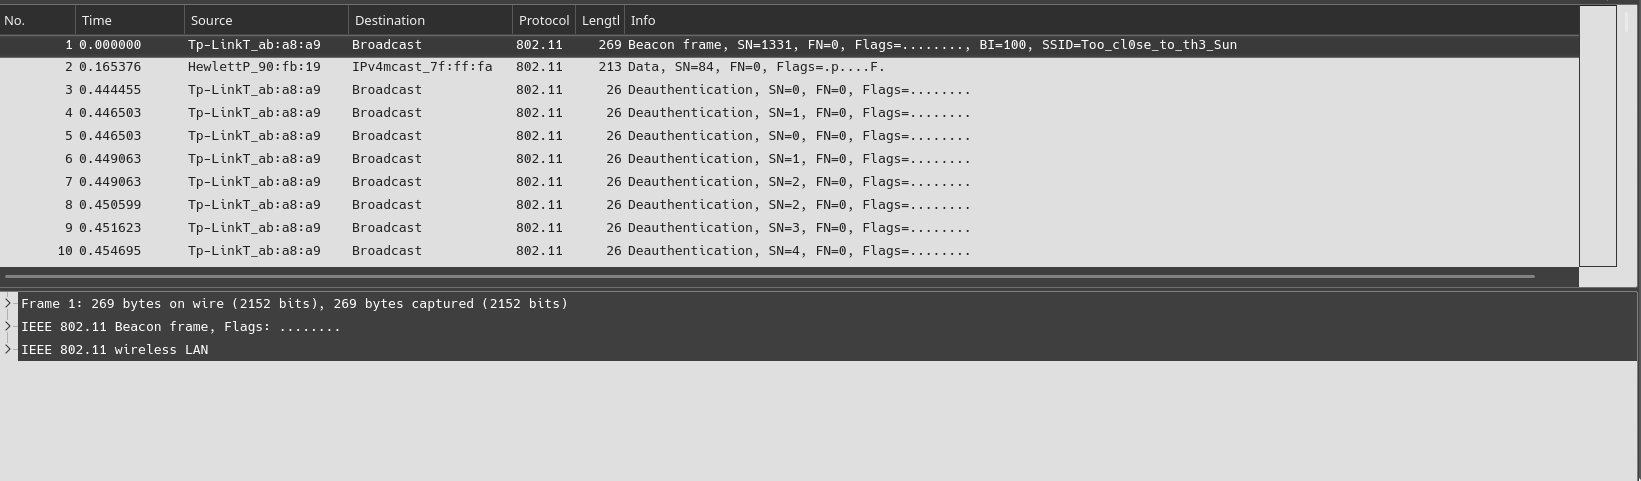 No. Time Source Destination Protocol Lengtl Info
1 0.000000 Tp-LinkT_ab:a8:a9 Broadcast 802.11 269 Beacon frame, SN=1331, FN=0, Flags=........, BI=100, SSID=Too_cl0se_to_th3_Sun
2 0.165376 HewlettP_90:fb:19 IPv4mcast_7f:ff:fa 802.11 213 Data, SN=84, FN=0, Flags=.p....F.
3 0.444455 Tp-LinkT_ab:a8:a9 Broadcast 802.11 26 Deauthentication, SN=0, FN=0, Flags=........
4 0.446503 Tp-LinkT_ab:a8:a9 Broadcast 802.11 26 Deauthentication, SN=1, FN=0, Flags=........
5 0.446503 Tp-LinkT_ab:a8:a9 Broadcast 802.11 26 Deauthentication, SN=0, FN=0, Flags=........
6 0.449063 Tp-LinkT_ab:a8:a9 Broadcast 802.11 26 Deauthentication, SN=1, FN=0, Flags=........
7 0.449063 Tp-LinkT_ab:a8:a9 Broadcast 802.11 26 Deauthentication, SN=2, FN=0, Flags=........
8 0.450599 Tp-LinkT_ab:a8:a9 Broadcast 802.11 26 Deauthentication, SN=2, FN=0, Flags=........
9 0.451623 Tp-LinkT_ab:a8:a9 Broadcast 802.11 26 Deauthentication, SN=3, FN=0, Flags=........
10 0.454695 Tp-LinkT_ab:a8:a9 Broadcast 802.11 26 Deauthentication, SN=4, FN=0, Flags=........
Frame 1: 269 bytes on wire (2152 bits), 269 bytes captured (2152 bits)
IEEE 802.11 Beacon frame, Flags: ........
IEEE 802.11 wireless LAN